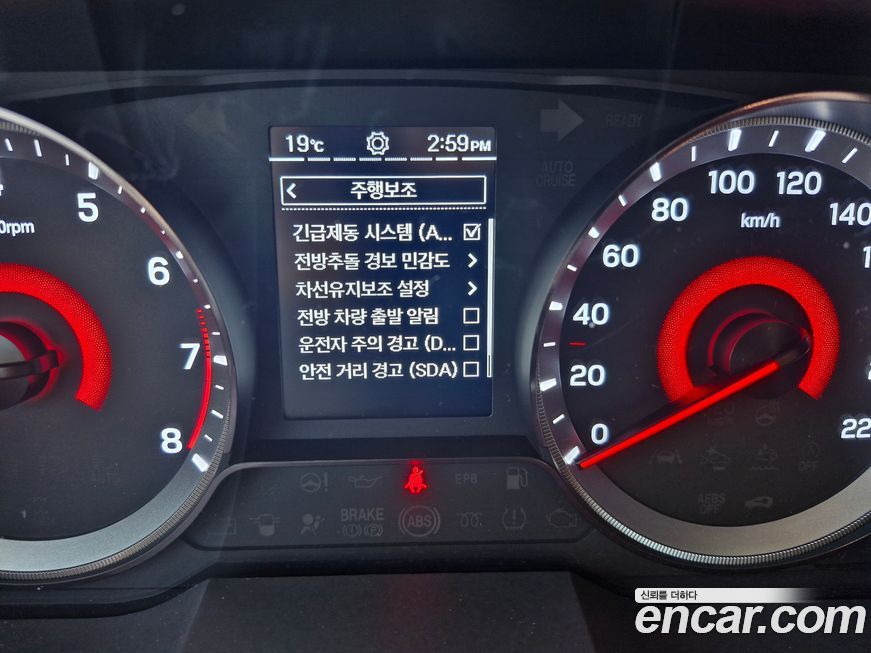 19℃ 2:59PM
주행보조
긴급제동 시스템 (A...
전방추돌 경보 민감도
차선유지보조 설정
전방 차량 출발 알림
운전자 주의 경고 (D...
안전 거리 경고 (SDA)
5
6
7
8
0rpm
READY
AUTO CRUISE
0
20
40
60
80
100
120
140
22
km/h
EPB
BRAKE
ABS
AUTO
OFF
AEBS
OFF
신뢰를 더하다
encar.com